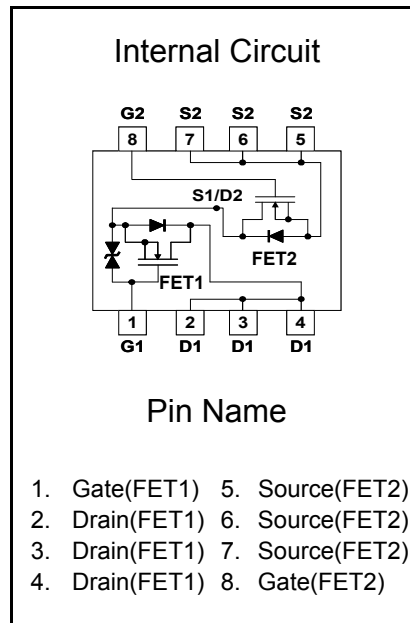 Internal Circuit
G2 S2 S2 S2
8 7 6 5
S1/D2
FET2
FET1
1 2 3 4
G1 D1 D1 D1
Pin Name
1. Gate(FET1) 5. Source(FET2)
2. Drain(FET1) 6. Source(FET2)
3. Drain(FET1) 7. Source(FET2)
4. Drain(FET1) 8. Gate(FET2)